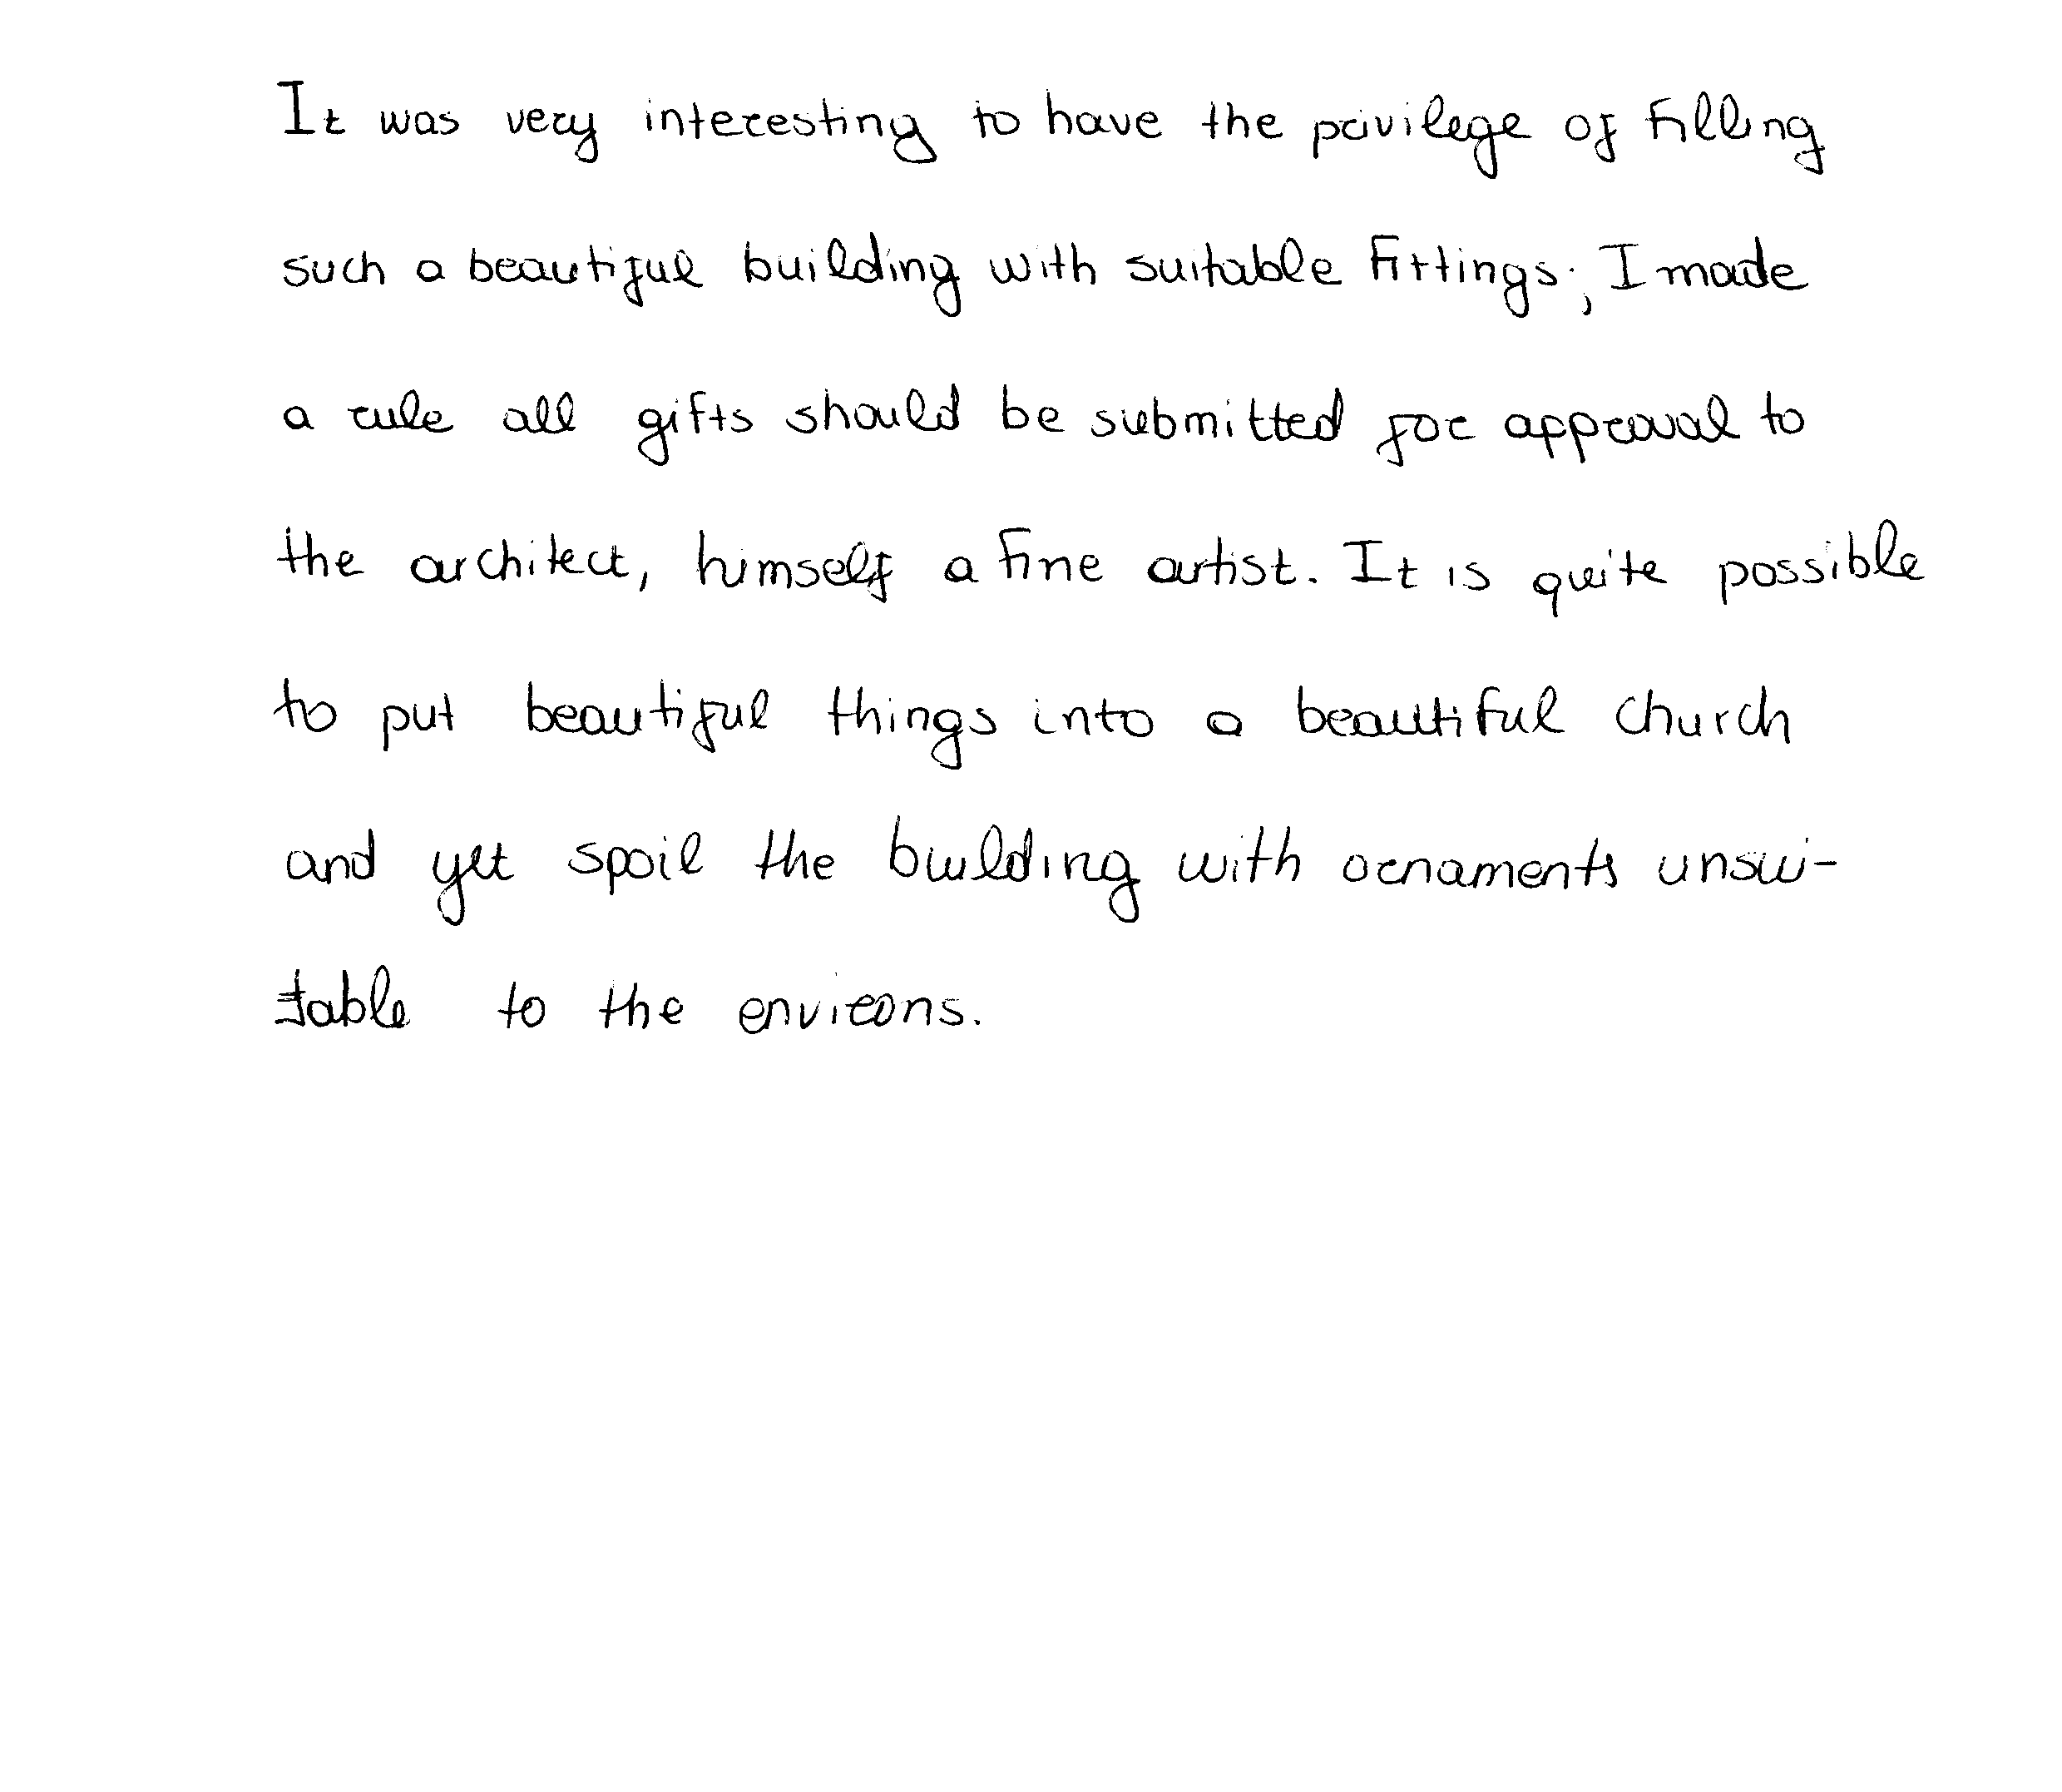 It was very interesting to have the privilege of filling
such a beautiful building with suitable fittings; I made
a rule all gifts should be submitted for approval to
the architect, himself a fine artist. It is quite possible
to put beautiful things into a beautiful church
and yet spoil the building with ornaments unsui-
table to the environs.